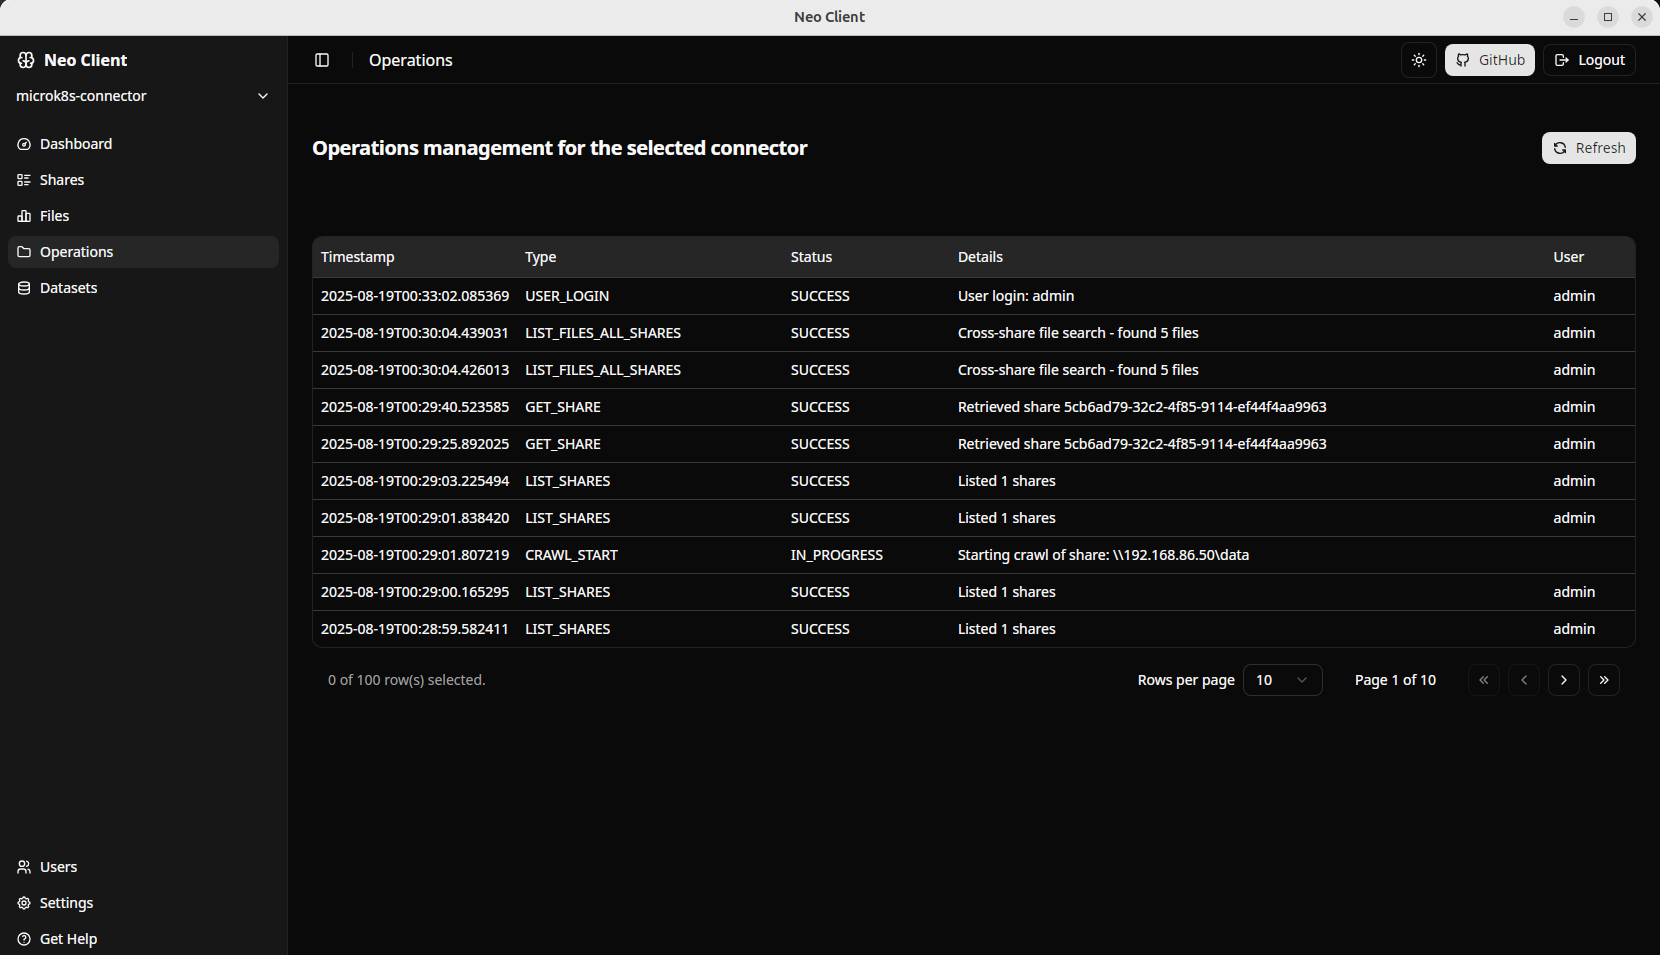 Neo Client
Neo Client
microk8s-connector
Dashboard
Shares
Files
Operations
Datasets
Users
Settings
Get Help
Operations
GitHub
Logout
Operations management for the selected connector
Refresh
Timestamp Type Status Details User
2025-08-19T00:33:02.085369 USER_LOGIN SUCCESS User login: admin admin
2025-08-19T00:30:04.439031 LIST_FILES_ALL_SHARES SUCCESS Cross-share file search - found 5 files admin
2025-08-19T00:30:04.426013 LIST_FILES_ALL_SHARES SUCCESS Cross-share file search - found 5 files admin
2025-08-19T00:29:40.523585 GET_SHARE SUCCESS Retrieved share 5cb6ad79-32c2-4f85-9114-ef44f4aa9963 admin
2025-08-19T00:29:25.892025 GET_SHARE SUCCESS Retrieved share 5cb6ad79-32c2-4f85-9114-ef44f4aa9963 admin
2025-08-19T00:29:03.225494 LIST_SHARES SUCCESS Listed 1 shares admin
2025-08-19T00:29:01.838420 LIST_SHARES SUCCESS Listed 1 shares admin
2025-08-19T00:29:01.807219 CRAWL_START IN_PROGRESS Starting crawl of share: \\192.168.86.50\data
2025-08-19T00:29:00.165295 LIST_SHARES SUCCESS Listed 1 shares admin
2025-08-19T00:28:59.582411 LIST_SHARES SUCCESS Listed 1 shares admin
0 of 100 row(s) selected. Rows per page 10 Page 1 of 10